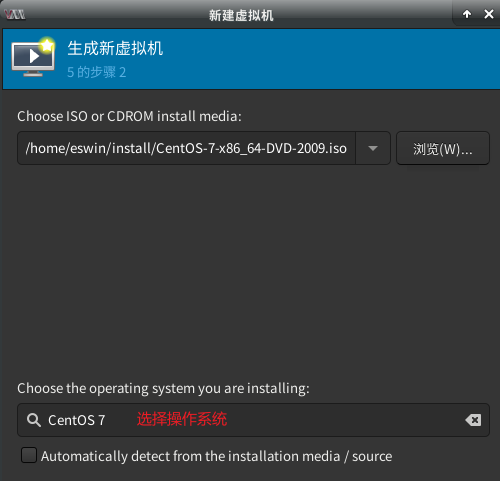 新建虚拟机
生成新虚拟机
5 的步骤 2
Choose ISO or CDROM install media:
/home/eswin/install/CentOS-7-x86_64-DVD-2009.iso
浏览(W)...
Choose the operating system you are installing:
CentOS 7 选择操作系统
Automatically detect from the installation media / source